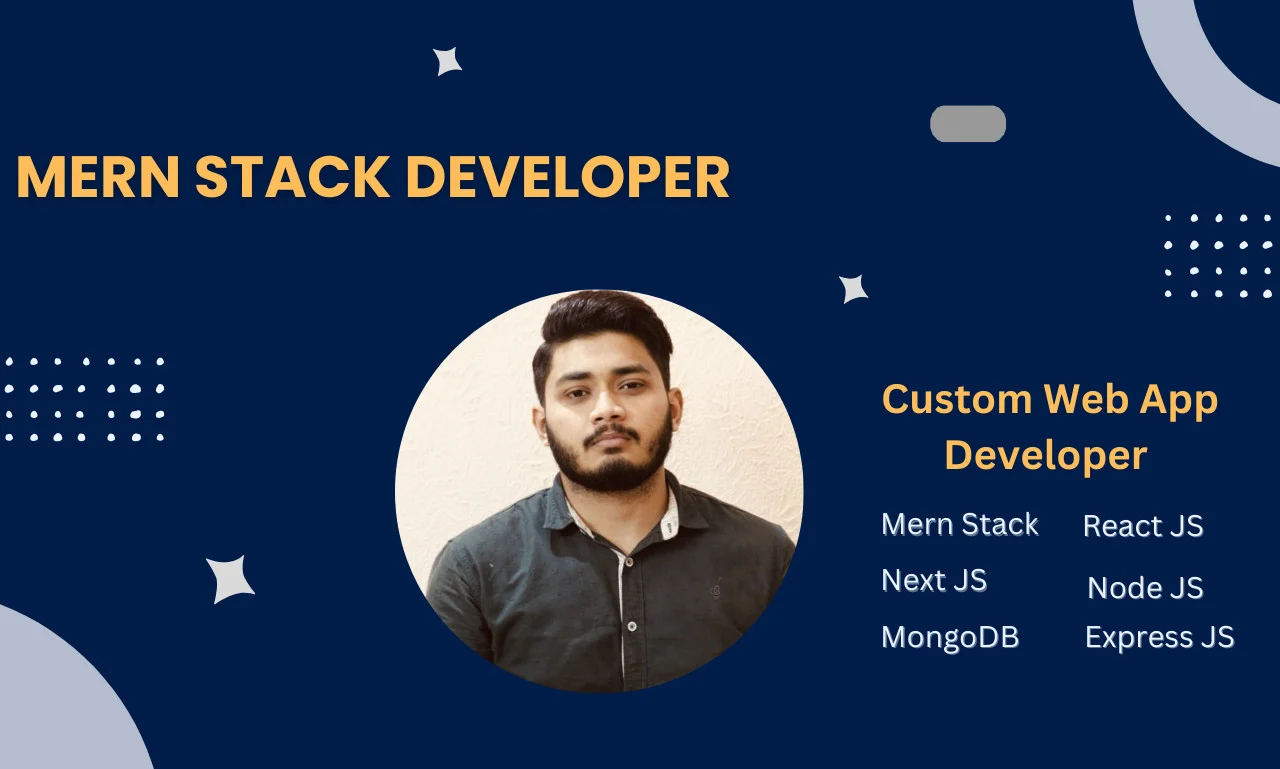 MERN STACK DEVELOPER
Custom Web App
Developer
Mern Stack
React JS
Next JS
Node JS
MongoDB
Express JS